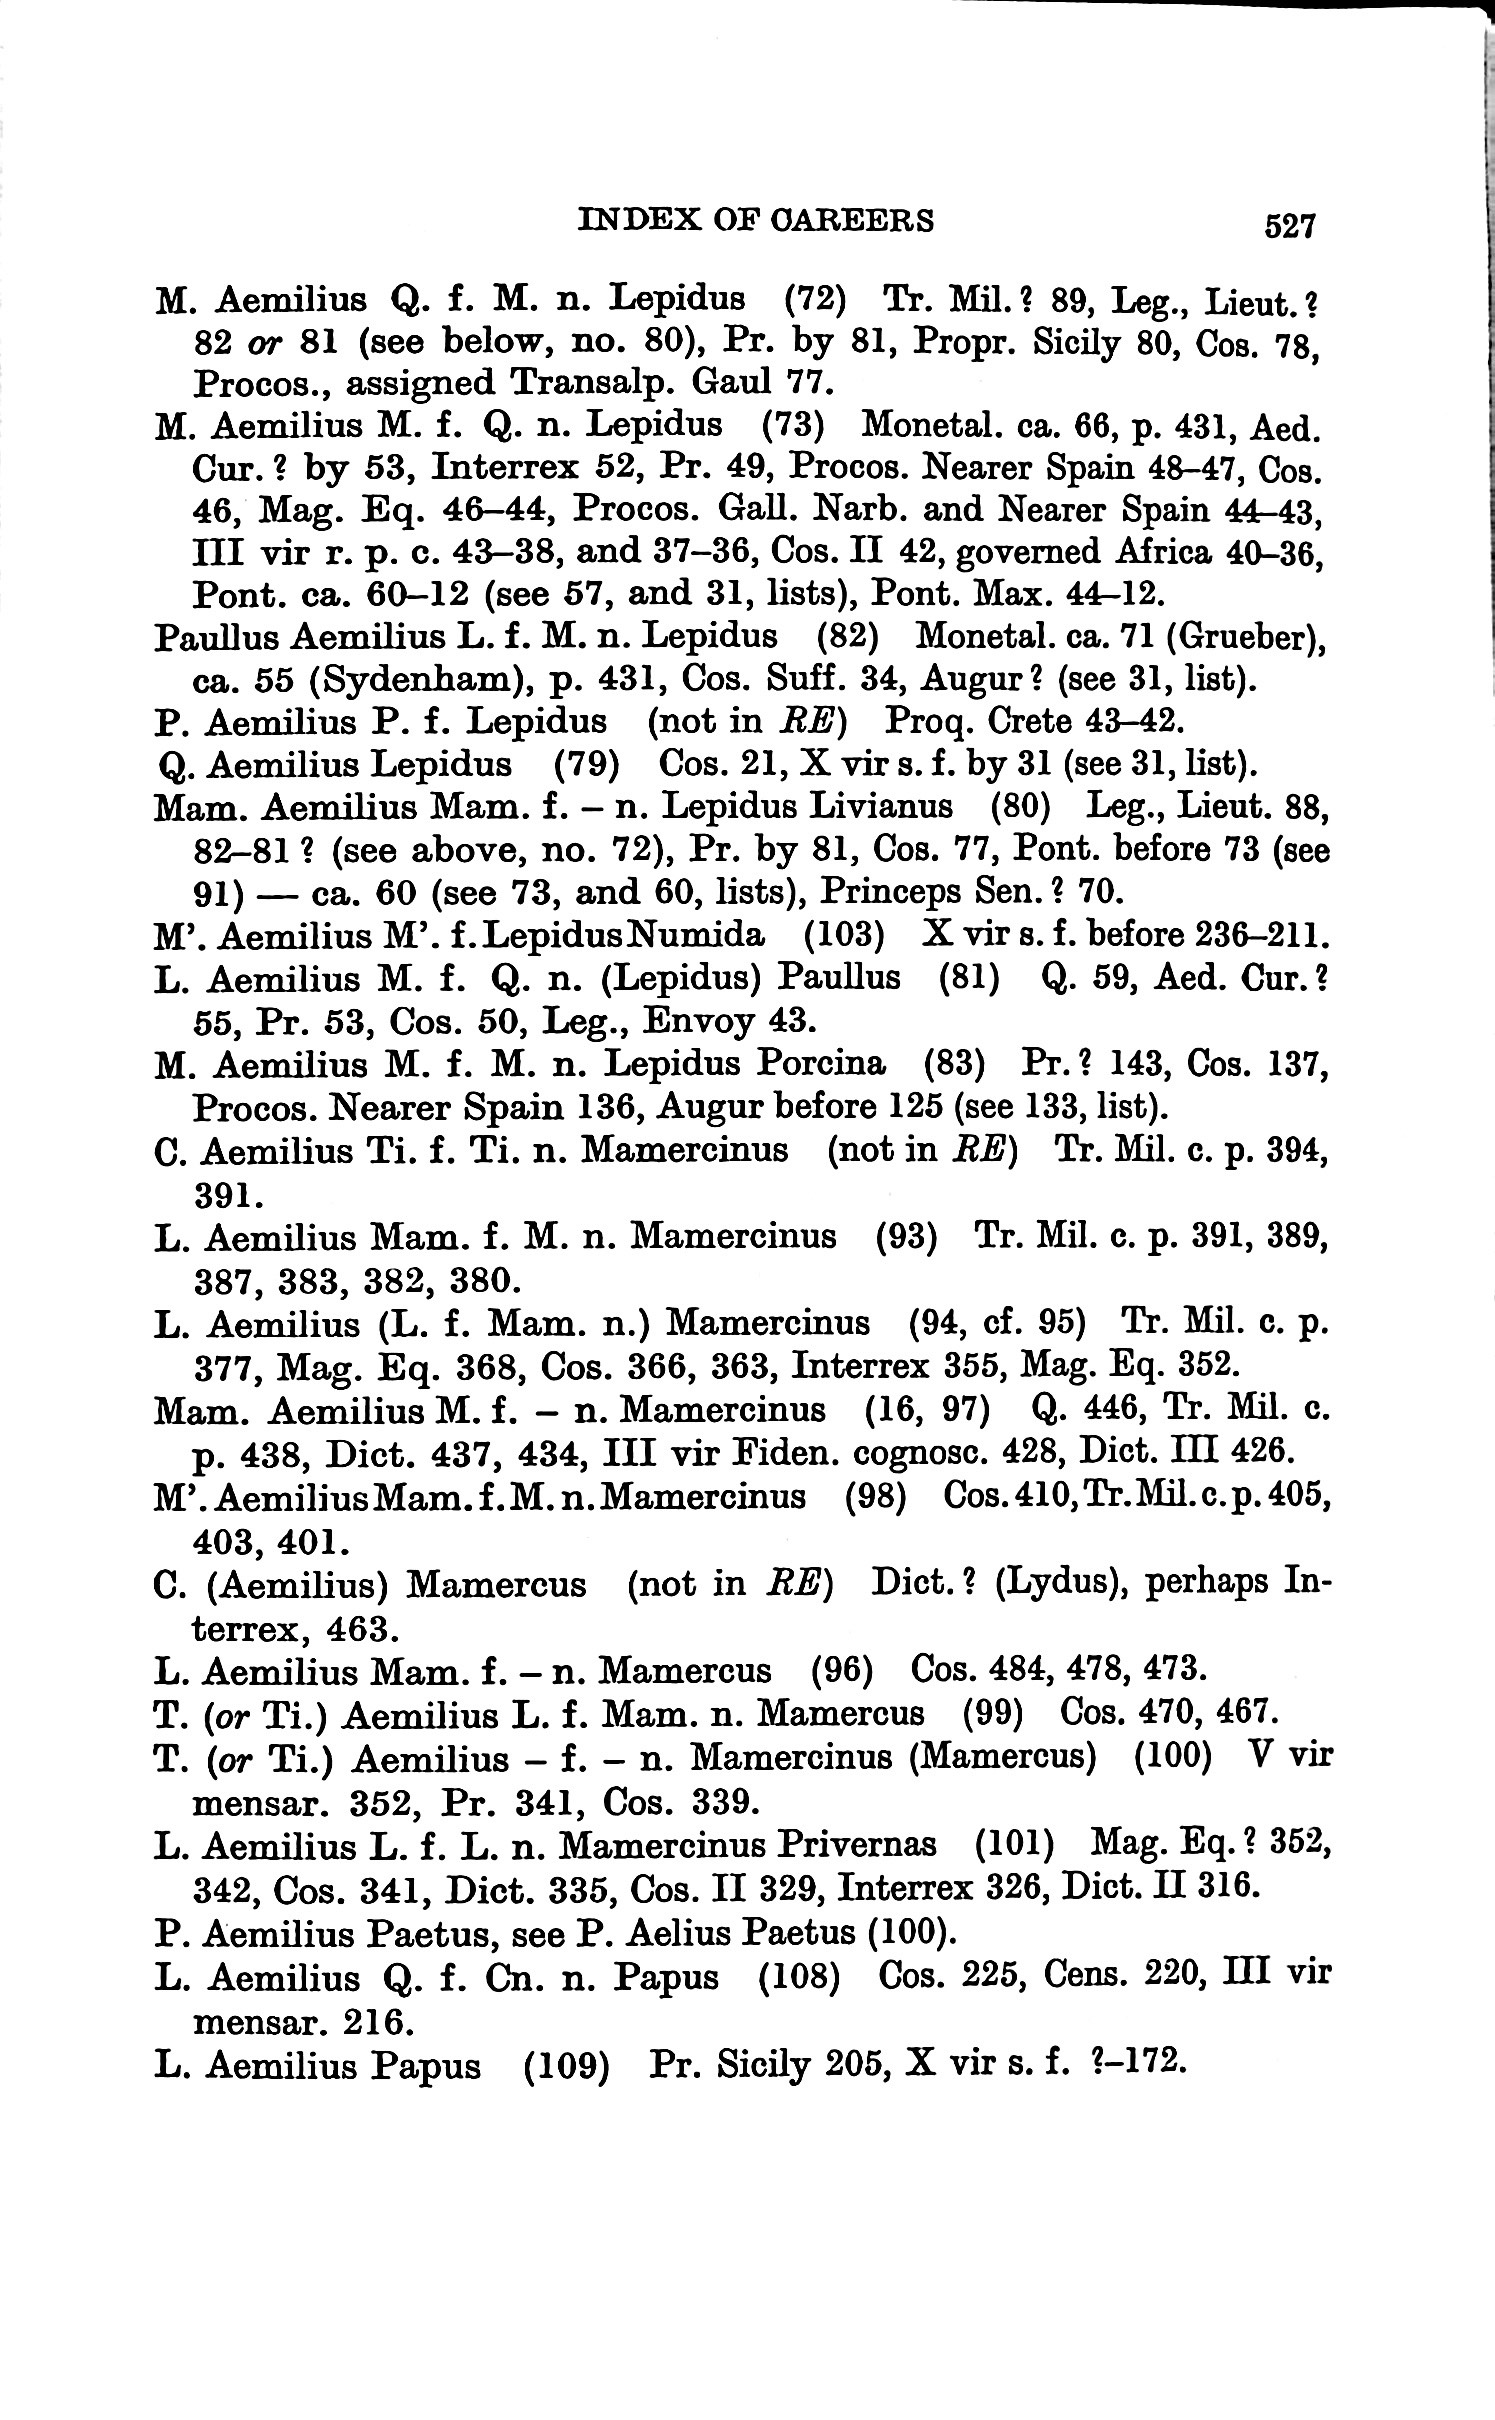 INDEX OF CAREERS 527
M. Aemilius Q. f. M. n. Lepidus (72) Tr. Mil. ? 89, Leg., Lieut. ?
82 or 81 (see below, no. 80), Pr. by 81, Propr. Sicily 80, Cos. 78,
Procos., assigned Transalp. Gaul 77.
M. Aemilius M. f. Q. n. Lepidus (73) Monetal. ca. 66, p. 431, Aed.
Cur. ? by 53, Interrex 52, Pr. 49, Procos. Nearer Spain 48–47, Cos.
46, Mag. Eq. 46–44, Procos. Gall. Narb. and Nearer Spain 44–43,
III vir r. p. c. 43–38, and 37–36, Cos. II 42, governed Africa 40–36,
Pont. ca. 60–12 (see 57, and 31, lists), Pont. Max. 44–12.
Paullus Aemilius L. f. M. n. Lepidus (82) Monetal. ca. 71 (Grueber),
ca. 55 (Sydenham), p. 431, Cos. Suff. 34, Augur ? (see 31, list).
P. Aemilius P. f. Lepidus (not in RE) Proq. Crete 43–42.
Q. Aemilius Lepidus (79) Cos. 21, X vir s. f. by 31 (see 31, list).
Mam. Aemilius Mam. f. – n. Lepidus Livianus (80) Leg., Lieut. 88,
82–81 ? (see above, no. 72), Pr. by 81, Cos. 77, Pont. before 73 (see
91) — ca. 60 (see 73, and 60, lists), Princeps Sen. ? 70.
M’. Aemilius M’. f. Lepidus Numida (103) X vir s. f. before 236–211.
L. Aemilius M. f. Q. n. (Lepidus) Paullus (81) Q. 59, Aed. Cur. ?
55, Pr. 53, Cos. 50, Leg., Envoy 43.
M. Aemilius M. f. M. n. Lepidus Porcina (83) Pr. ? 143, Cos. 137,
Procos. Nearer Spain 136, Augur before 125 (see 133, list).
C. Aemilius Ti. f. Ti. n. Mamercinus (not in RE) Tr. Mil. c. p. 394,
391.
L. Aemilius Mam. f. M. n. Mamercinus (93) Tr. Mil. c. p. 391, 389,
387, 383, 382, 380.
L. Aemilius (L. f. Mam. n.) Mamercinus (94, cf. 95) Tr. Mil. c. p.
377, Mag. Eq. 368, Cos. 366, 363, Interrex 355, Mag. Eq. 352.
Mam. Aemilius M. f. – n. Mamercinus (16, 97) Q. 446, Tr. Mil. c.
p. 438, Dict. 437, 434, III vir Fiden. cognosc. 428, Dict. III 426.
M’. Aemilius Mam. f. M. n. Mamercinus (98) Cos. 410, Tr. Mil. c. p. 405,
403, 401.
C. (Aemilius) Mamercus (not in RE) Dict. ? (Lydus), perhaps In-
terrex, 463.
L. Aemilius Mam. f. – n. Mamercus (96) Cos. 484, 478, 473.
T. (or Ti.) Aemilius L. f. Mam. n. Mamercus (99) Cos. 470, 467.
T. (or Ti.) Aemilius – f. – n. Mamercinus (Mamercus) (100) V vir
mensar. 352, Pr. 341, Cos. 339.
L. Aemilius L. f. L. n. Mamercinus Privernas (101) Mag. Eq. ? 352,
342, Cos. 341, Dict. 335, Cos. II 329, Interrex 326, Dict. II 316.
P. Aemilius Paetus, see P. Aelius Paetus (100).
L. Aemilius Q. f. Cn. n. Papus (108) Cos. 225, Cens. 220, III vir
mensar. 216.
L. Aemilius Papus (109) Pr. Sicily 205, X vir s. f. ?–172.